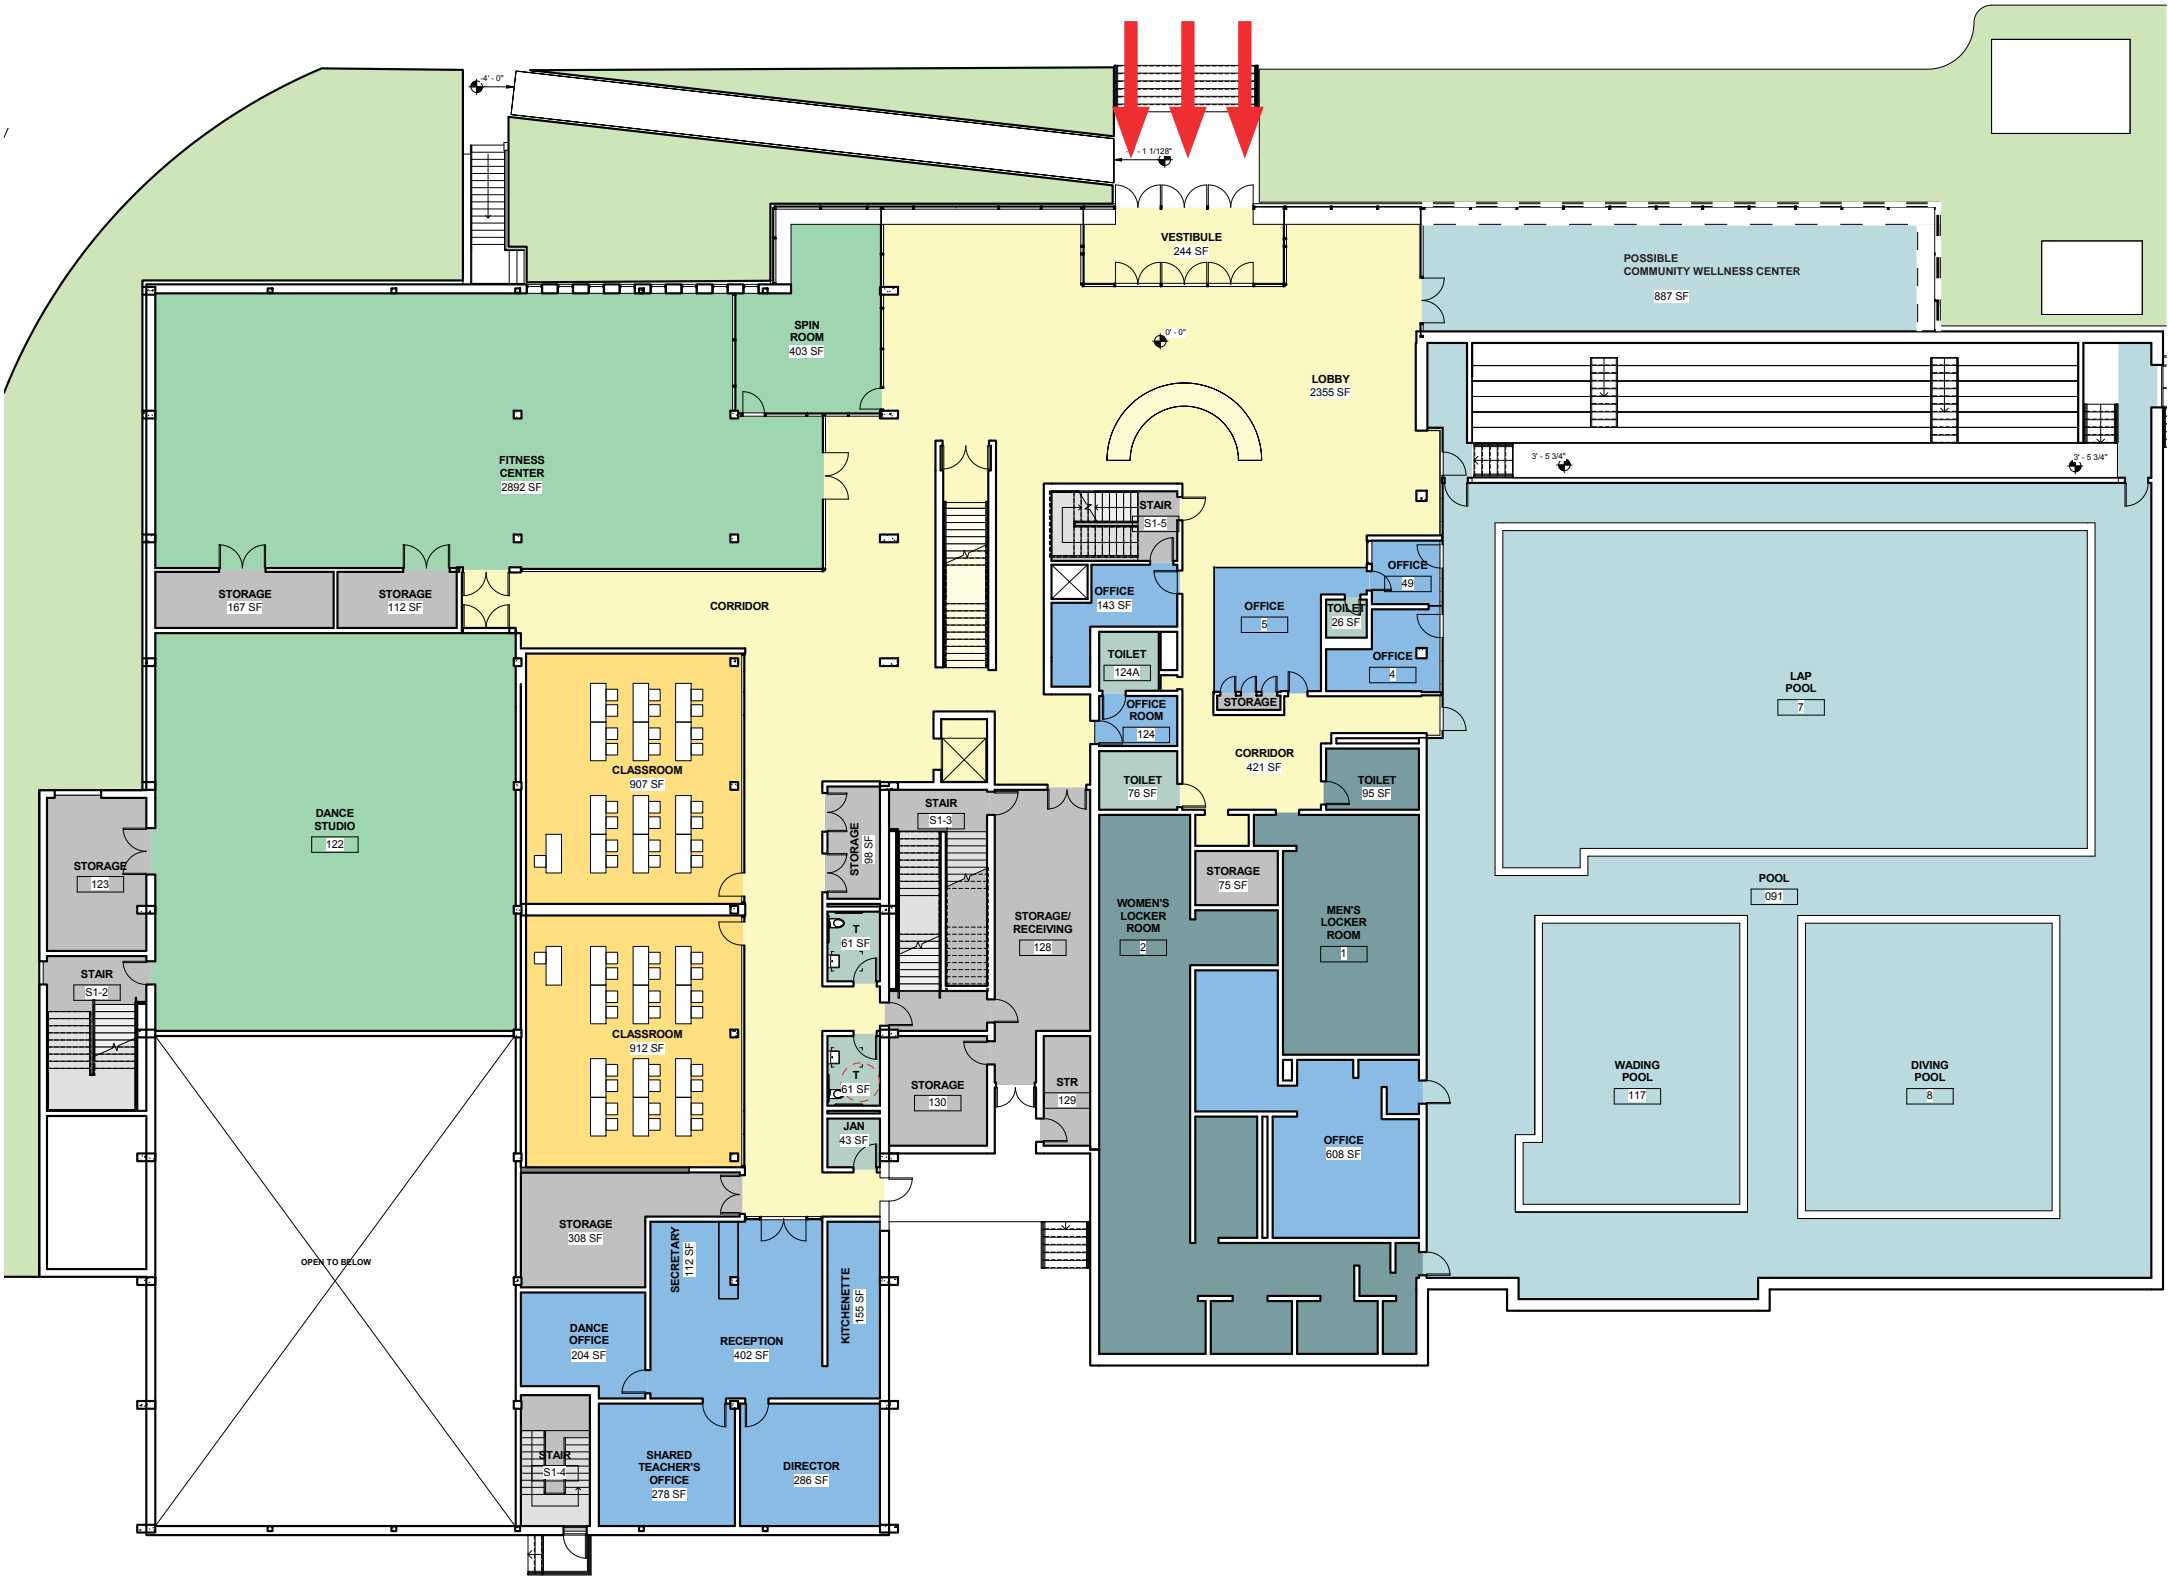 -4' - 0"
- 1 1/128"
VESTIBULE
244 SF
POSSIBLE
COMMUNITY WELLNESS CENTER
887 SF
SPIN
ROOM
403 SF
0' - 0"
LOBBY
2355 SF
FITNESS
CENTER
2892 SF
3' - 5 3/4"
3' - 5 3/4"
STAIR
S1-5
STORAGE
167 SF
STORAGE
112 SF
CORRIDOR
OFFICE
143 SF
OFFICE
5
OFFICE
49
TOILET
26 SF
OFFICE
4
TOILET
124A
STORAGE
OFFICE
ROOM
124
LAP
POOL
7
CLASSROOM
907 SF
CORRIDOR
421 SF
TOILET
76 SF
TOILET
95 SF
DANCE
STUDIO
122
STAIR
S1-3
STORAGE
98 SF
STORAGE
123
STORAGE
75 SF
POOL
091
WOMEN'S
LOCKER
ROOM
2
MEN'S
LOCKER
ROOM
1
STORAGE/
RECEIVING
128
T
61 SF
STAIR
S1-2
CLASSROOM
912 SF
T
61 SF
STORAGE
130
STR
129
WADING
POOL
117
DIVING
POOL
8
JAN
43 SF
OFFICE
608 SF
STORAGE
308 SF
SECRETARY
112 SF
OPEN TO BELOW
KITCHENETTE
155 SF
DANCE
OFFICE
204 SF
RECEPTION
402 SF
STAIR
S1-4
SHARED
TEACHER'S
OFFICE
278 SF
DIRECTOR
286 SF